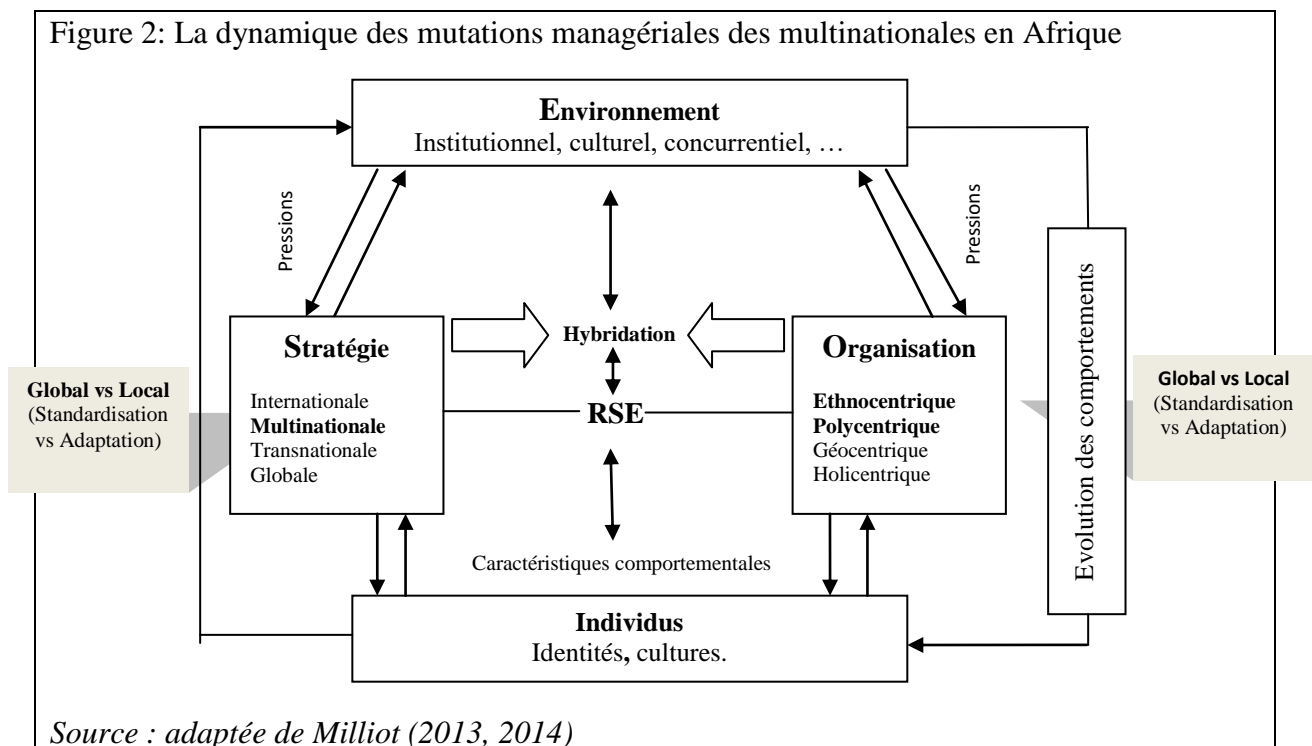 Figure 2: La dynamique des mutations managériales des multinationales en Afrique
Environnement
Institutionnel, culturel, concurrentiel, …
Pressions
Pressions
Stratégie
Internationale
Multinationale
Transnationale
Globale
Hybridation
RSE
Organisation
Ethnocentrique
Polycentrique
Géocentrique
Holicentrique
Global vs Local
(Standardisation
vs Adaptation)
Evolution des comportements
Global vs Local
(Standardisation
vs Adaptation)
Caractéristiques comportementales
Individus
Identités, cultures.
Source : adaptée de Milliot (2013, 2014)